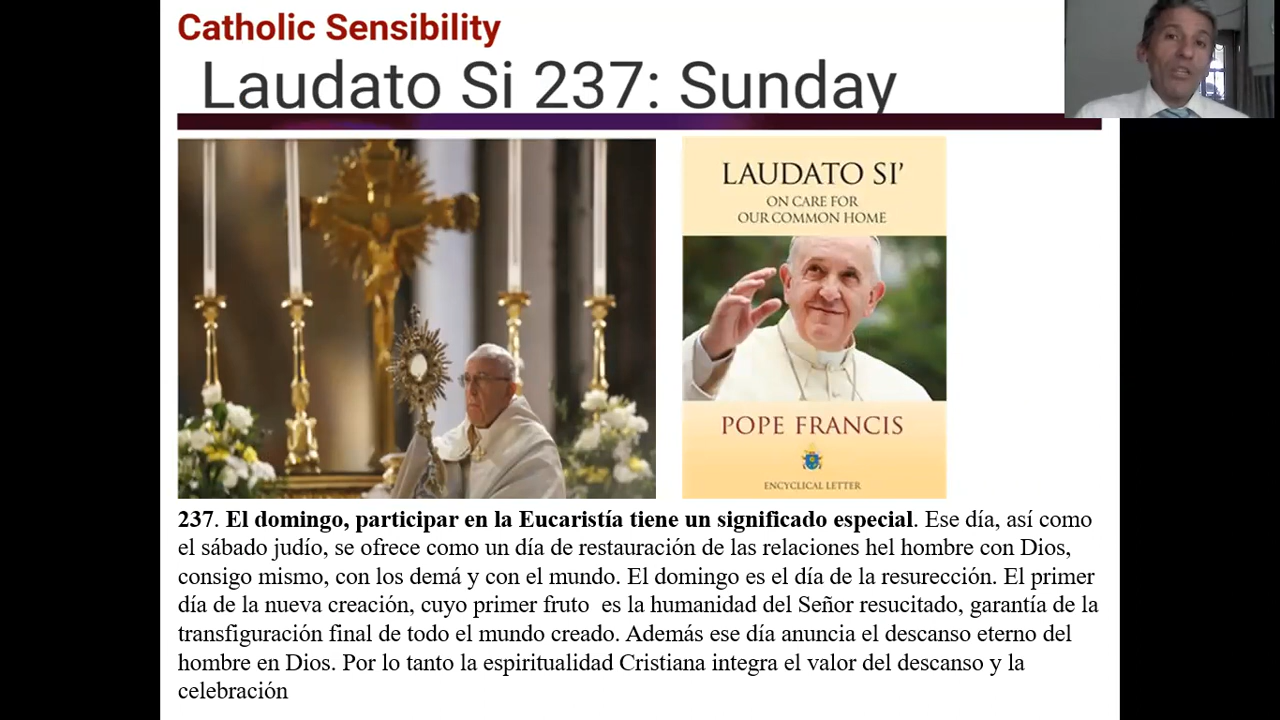 Catholic Sensibility
Laudato Si 237: Sunday
LAUDATO SI’
ON CARE FOR
OUR COMMON HOME
POPE FRANCIS
ENCYCLICAL LETTER
237. El domingo, participar en la Eucaristía tiene un significado especial. Ese día, así como
el sábado judío, se ofrece como un día de restauración de las relaciones hel hombre con Dios,
consigo mismo, con los demá y con el mundo. El domingo es el día de la resurección. El primer
día de la nueva creación, cuyo primer fruto es la humanidad del Señor resucitado, garantía de la
transfiguración final de todo el mundo creado. Además ese día anuncia el descanso eterno del
hombre en Dios. Por lo tanto la espiritualidad Cristiana integra el valor del descanso y la
celebración